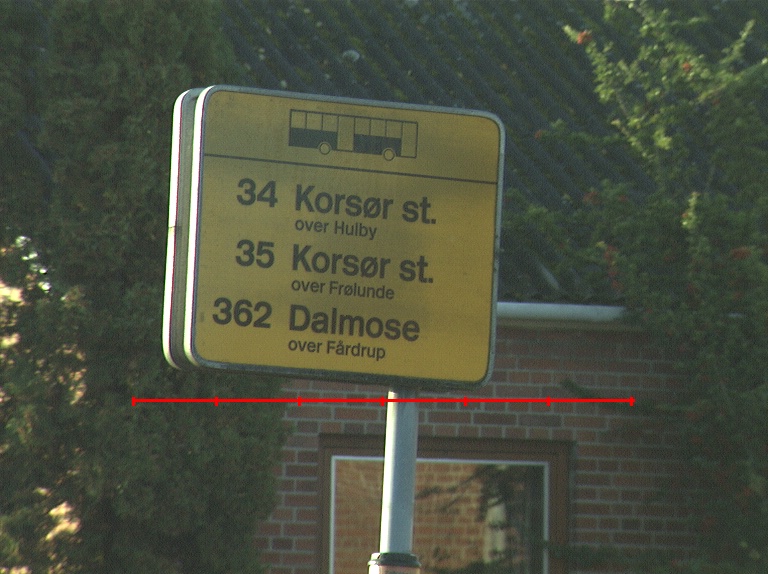 34 Korsør st.
over Hulby
35 Korsør st.
over Frølunde
362 Dalmose
over Fårdrup